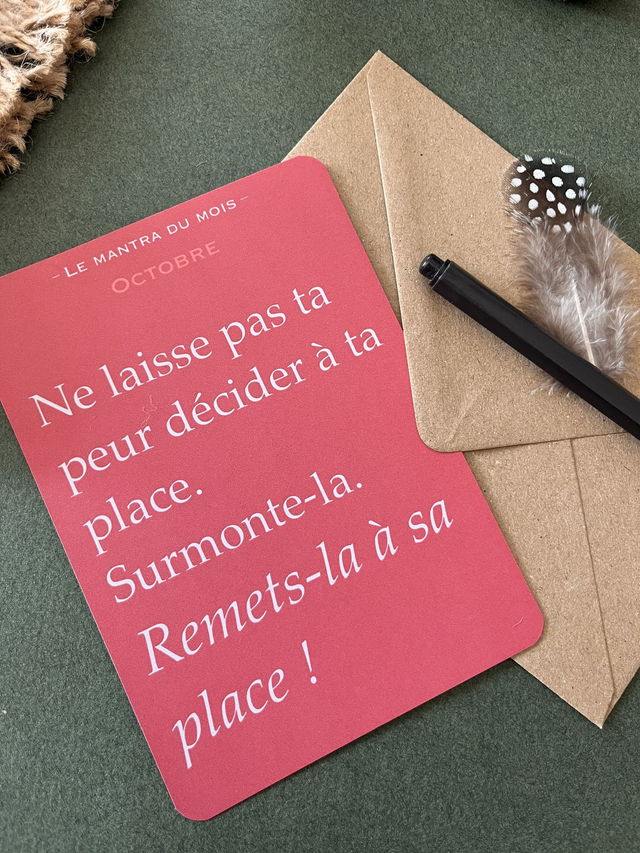 - Le mantra du mois -
Octobre
Ne laisse pas ta
peur décider à ta
place.
Surmonte-la.
Remets-la à sa
place !